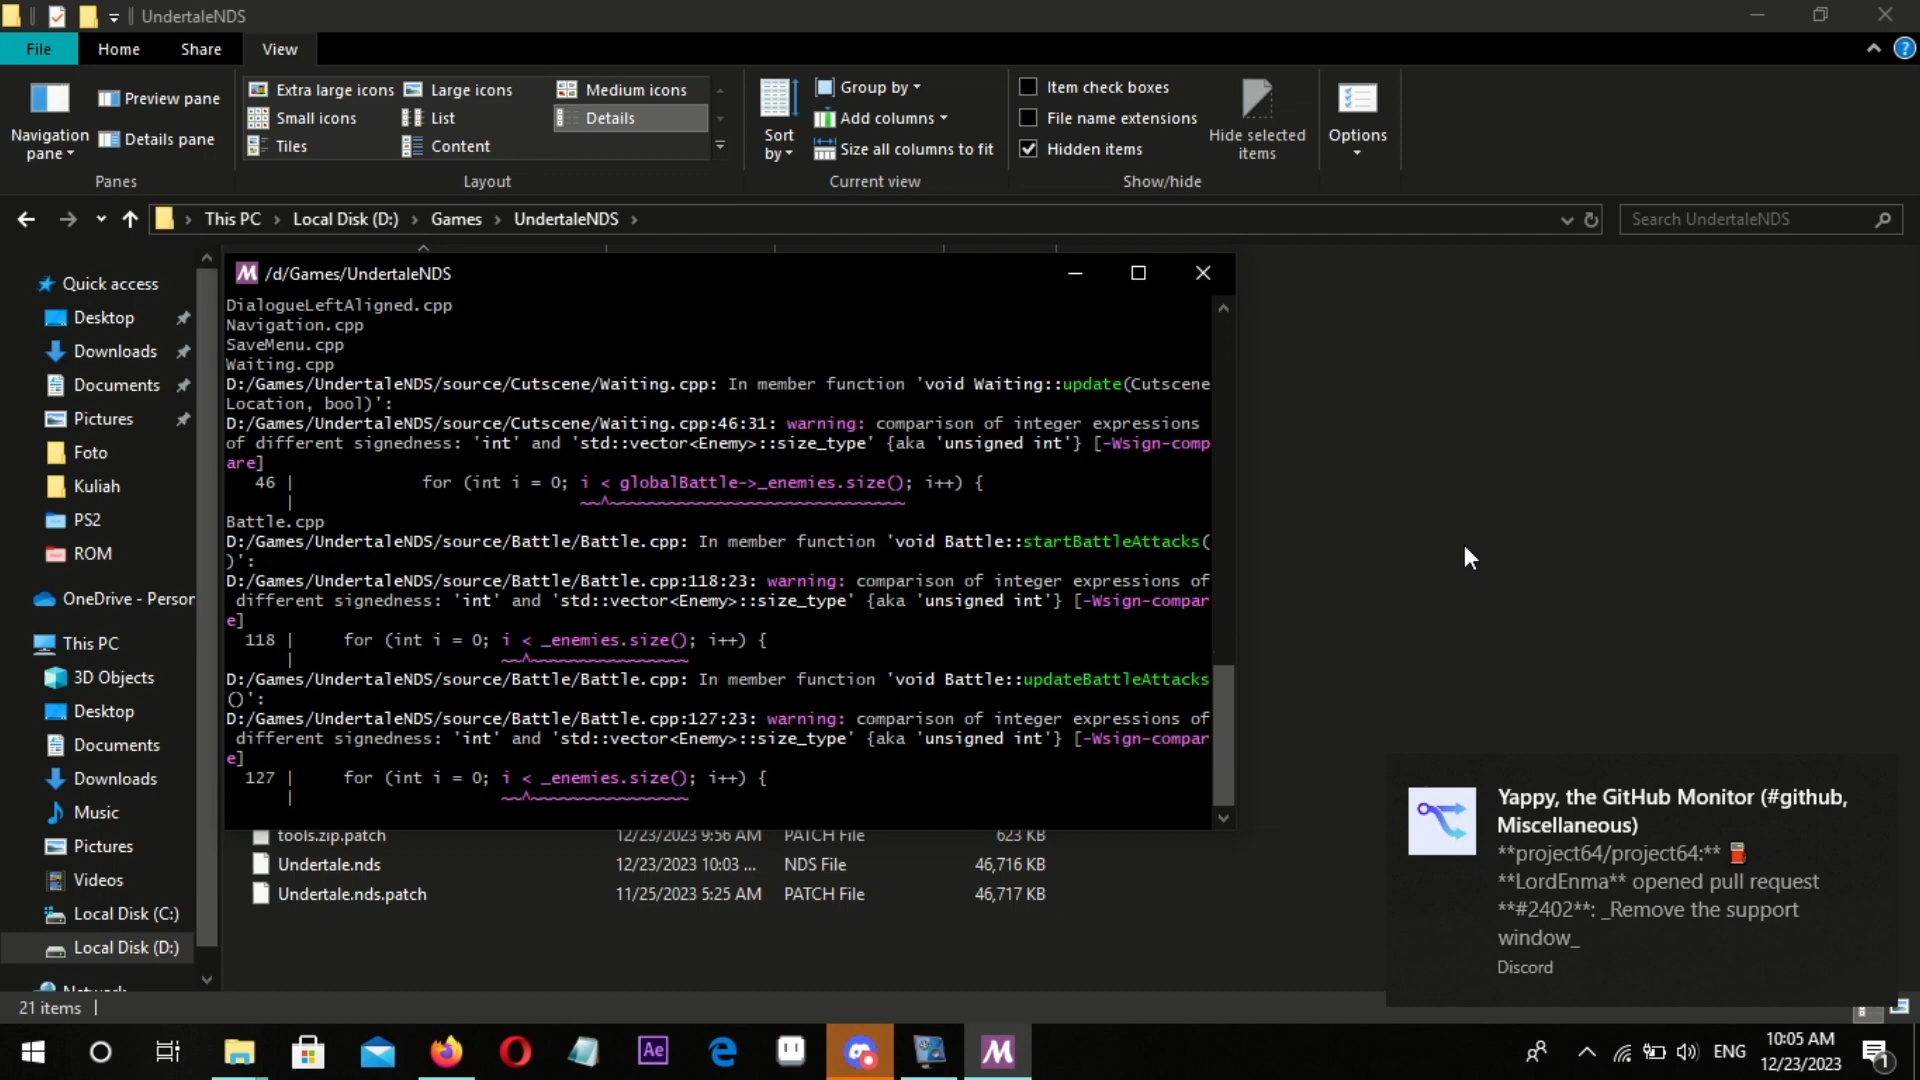 UndertaleNDS
File
Home
Share
View
Navigation
pane
Preview pane
Details pane
Panes
Extra large icons
Large icons
Medium icons
Small icons
List
Details
Tiles
Content
Layout
Sort
by
Group by
Add columns
Size all columns to fit
Current view
Item check boxes
File name extensions
Hidden items
Hide selected
items
Show/hide
Options
This PC > Local Disk (D:) > Games > UndertaleNDS >
Search UndertaleNDS
Quick access
Desktop
Downloads
Documents
Pictures
Foto
Kuliah
PS2
ROM
OneDrive - Person
This PC
3D Objects
Desktop
Documents
Downloads
Music
Pictures
Videos
Local Disk (C:)
Local Disk (D:)
Network
/d/Games/UndertaleNDS
DialogueLeftAligned.cpp
Navigation.cpp
SaveMenu.cpp
Waiting.cpp
D:/Games/UndertaleNDS/source/Cutscene/Waiting.cpp: In member function 'void Waiting::update(Cutscene
Location, bool)':
D:/Games/UndertaleNDS/source/Cutscene/Waiting.cpp:46:31: warning: comparison of integer expressions
of different signedness: 'int' and 'std::vector<Enemy>::size_type' {aka 'unsigned int'} [-Wsign-comp
are]
46 | for (int i = 0; i < globalBattle->_enemies.size(); i++) {
| ~~^~~~~~~~~~~~~~~~~~~~~~~~~~~~~~~
Battle.cpp
D:/Games/UndertaleNDS/source/Battle/Battle.cpp: In member function 'void Battle::startBattleAttacks(
)':
D:/Games/UndertaleNDS/source/Battle/Battle.cpp:118:23: warning: comparison of integer expressions of
different signedness: 'int' and 'std::vector<Enemy>::size_type' {aka 'unsigned int'} [-Wsign-compar
e]
118 | for (int i = 0; i < _enemies.size(); i++) {
| ~~^~~~~~~~~~~~~~~~~
D:/Games/UndertaleNDS/source/Battle/Battle.cpp: In member function 'void Battle::updateBattleAttacks
()':
D:/Games/UndertaleNDS/source/Battle/Battle.cpp:127:23: warning: comparison of integer expressions of
different signedness: 'int' and 'std::vector<Enemy>::size_type' {aka 'unsigned int'} [-Wsign-compar
e]
127 | for (int i = 0; i < _enemies.size(); i++) {
| ~~^~~~~~~~~~~~~~~~~
tools.zip.patch 12/23/2023 9:56 AM PATCH File 623 KB
Undertale.nds 12/23/2023 10:03 ... NDS File 46,716 KB
Undertale.nds.patch 11/25/2023 5:25 AM PATCH File 46,717 KB
Yappy, the GitHub Monitor (#github,
Miscellaneous)
**project64/project64:** ⛽
**LordEnma** opened pull request
**#2402**: _Remove the support
window_
Discord
21 items
Ae
M
ENG
10:05 AM
12/23/2023
1